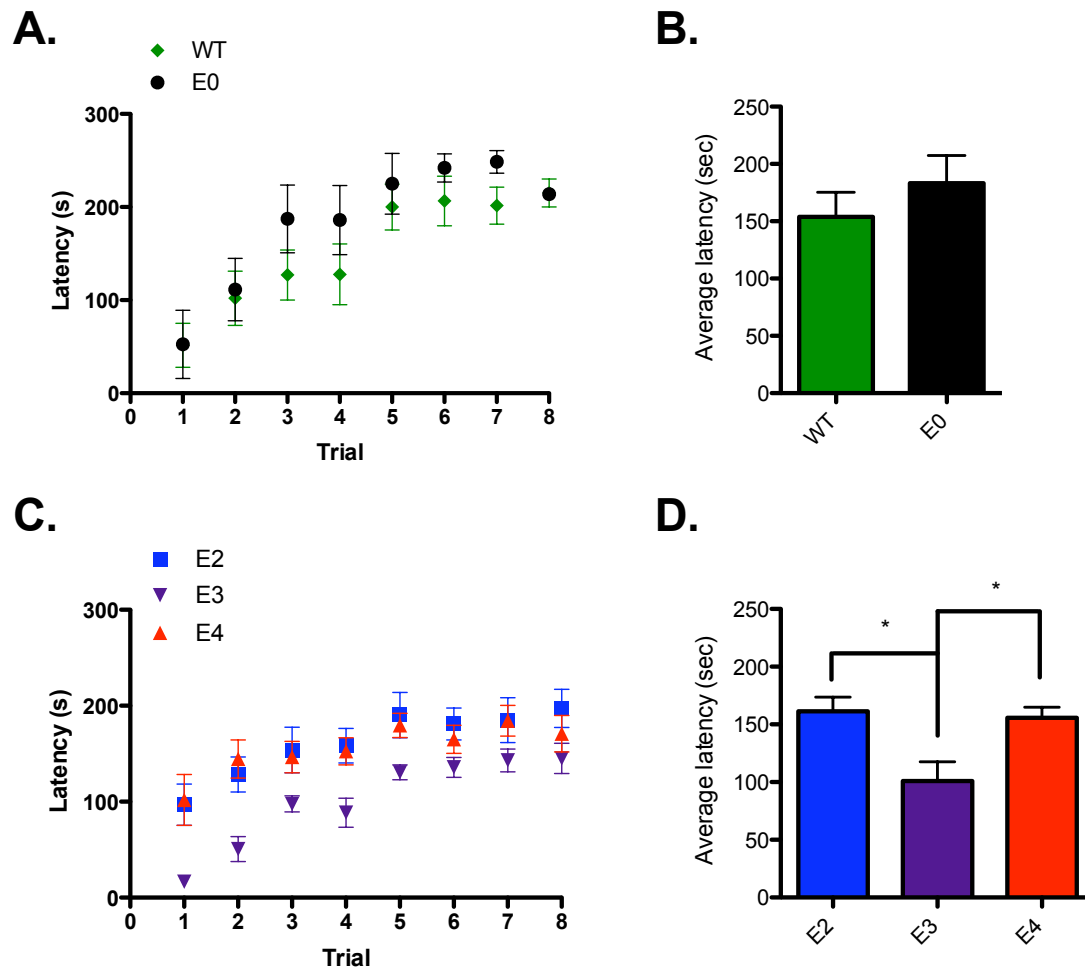 A.
WT
E0
Latency (s)
300
200
100
0
0 1 2 3 4 5 6 7 8
Trial
B.
Average latency (sec)
250
200
150
100
50
0
WT E0
C.
E2
E3
E4
Latency (s)
300
200
100
0
0 1 2 3 4 5 6 7 8
Trial
D.
Average latency (sec)
250
200
150
100
50
0
*
*
E2 E3 E4